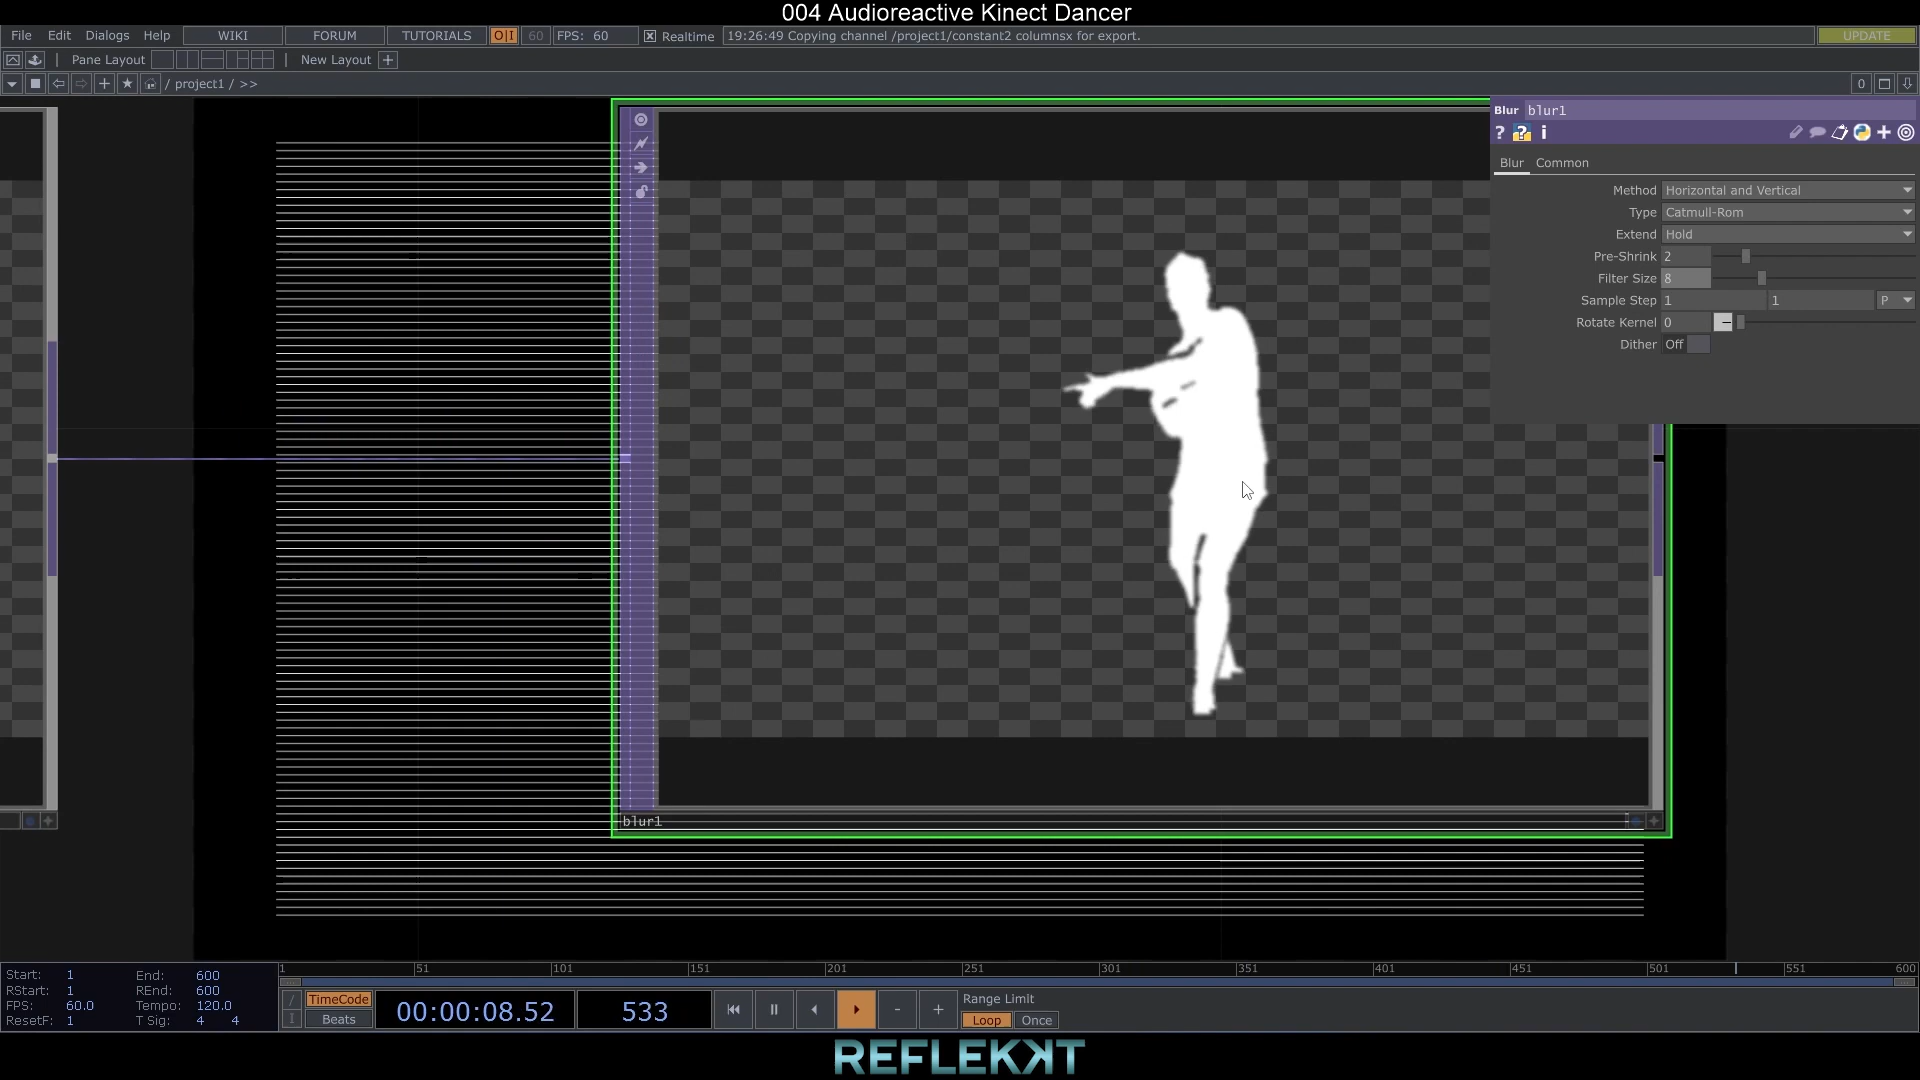 004 Audioreactive Kinect Dancer
File Edit Dialogs Help WIKI FORUM TUTORIALS O|I 60 FPS: 60 Realtime 19:26:49 Copying channel /project1/constant2 columnsx for export. UPDATE
Pane Layout New Layout +
/ project1 / >> 0
Blur blur1
? ? i
Blur Common
Method Horizontal and Vertical
Type Catmull-Rom
Extend Hold
Pre-Shrink 2
Filter Size 8
Sample Step 1 1 P
Rotate Kernel 0
Dither Off
blur1
1 51 101 151 201 251 301 351 401 451 501 551 600
Start: 1 End: 600
RStart: 1 REnd: 600
FPS: 60.0 Tempo: 120.0
ResetF: 1 T Sig: 4 4
TimeCode
Beats
00:00:08.52 533
- +
Range Limit
Loop Once
REFLEKKT